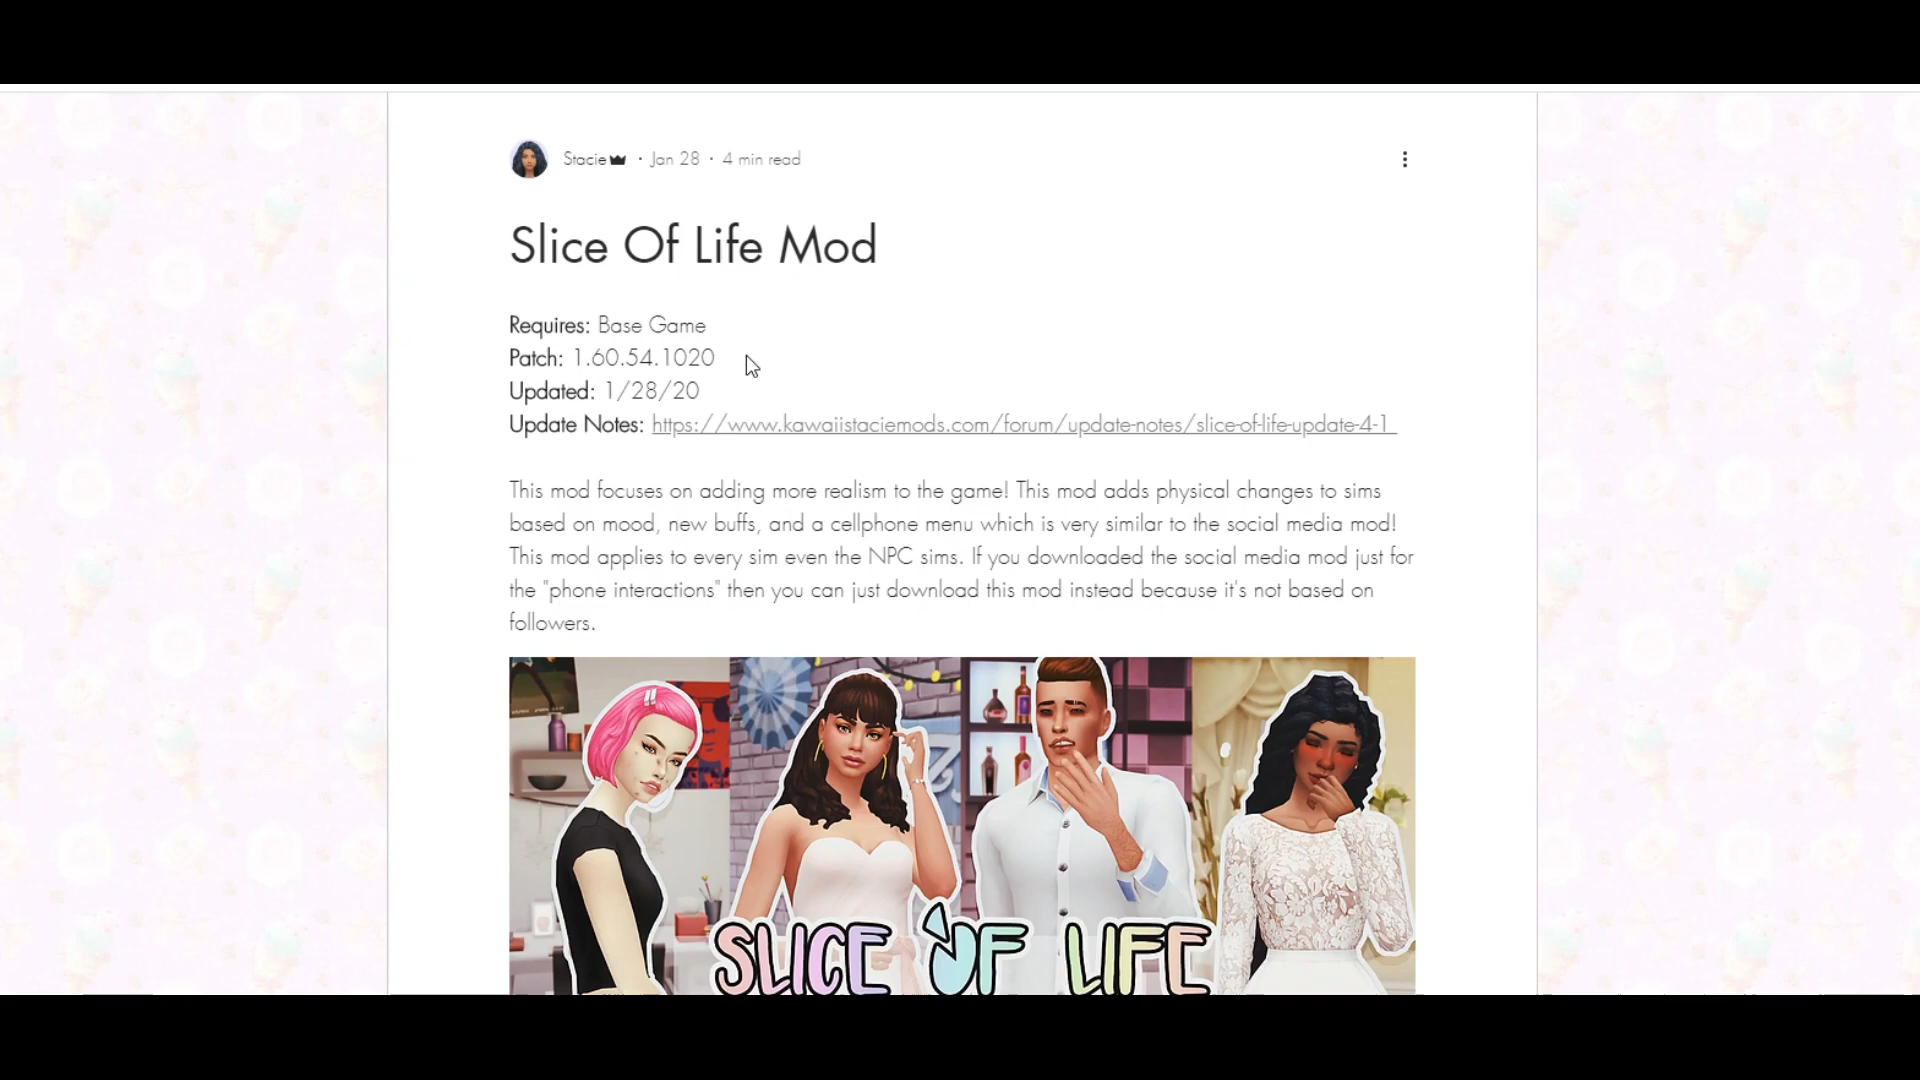 Stacie · Jan 28 · 4 min read
Slice Of Life Mod
Requires: Base Game
Patch: 1.60.54.1020
Updated: 1/28/20
Update Notes: https://www.kawaiistaciemods.com/forum/update-notes/slice-of-life-update-4-1
This mod focuses on adding more realism to the game! This mod adds physical changes to sims
based on mood, new buffs, and a cellphone menu which is very similar to the social media mod!
This mod applies to every sim even the NPC sims. If you downloaded the social media mod just for
the "phone interactions" then you can just download this mod instead because it's not based on
followers.
SLICE OF LIFE